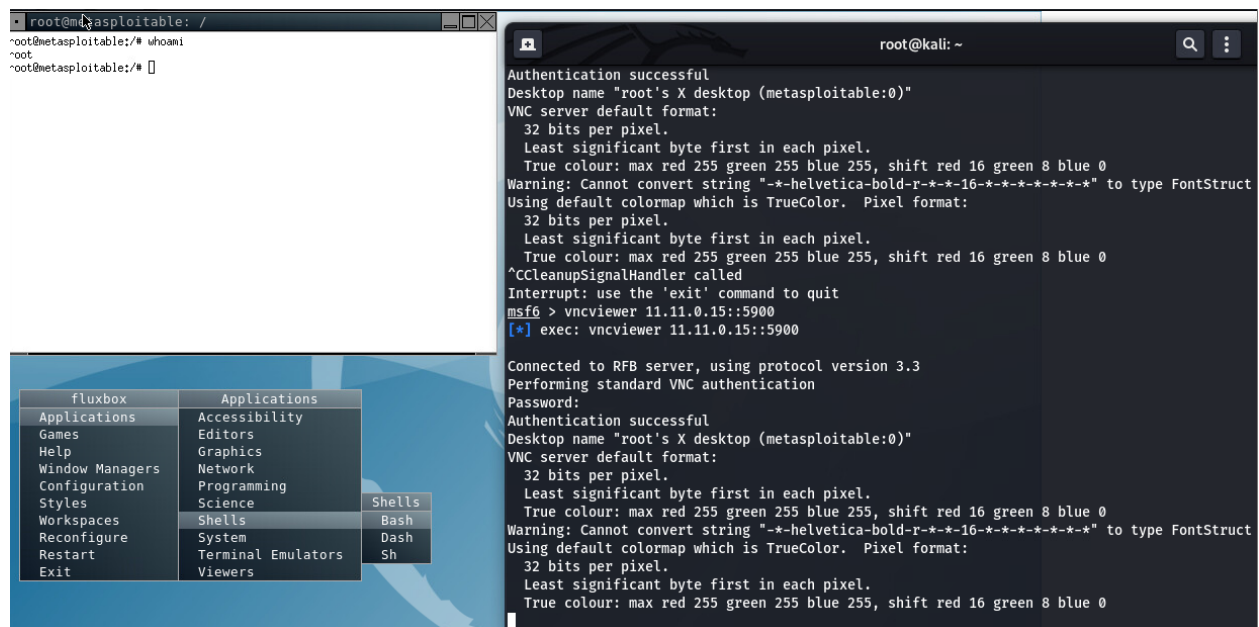 root@metasploitable: /
root@metasploitable:/# whoami
root
root@metasploitable:/#
fluxbox
Applications
Games
Help
Window Managers
Configuration
Styles
Workspaces
Reconfigure
Restart
Exit
Applications
Accessibility
Editors
Graphics
Network
Programming
Science
Shells
System
Terminal Emulators
Viewers
Shells
Bash
Dash
Sh
root@kali: ~
Authentication successful
Desktop name "root's X desktop (metasploitable:0)"
VNC server default format:
32 bits per pixel.
Least significant byte first in each pixel.
True colour: max red 255 green 255 blue 255, shift red 16 green 8 blue 0
Warning: Cannot convert string "-*-helvetica-bold-r-*-*-16-*-*-*-*-*-*-*" to type FontStruct
Using default colormap which is TrueColor.  Pixel format:
32 bits per pixel.
Least significant byte first in each pixel.
True colour: max red 255 green 255 blue 255, shift red 16 green 8 blue 0
^CCleanupSignalHandler called
Interrupt: use the 'exit' command to quit
msf6 > vncviewer 11.11.0.15::5900
[*] exec: vncviewer 11.11.0.15::5900
Connected to RFB server, using protocol version 3.3
Performing standard VNC authentication
Password:
Authentication successful
Desktop name "root's X desktop (metasploitable:0)"
VNC server default format:
32 bits per pixel.
Least significant byte first in each pixel.
True colour: max red 255 green 255 blue 255, shift red 16 green 8 blue 0
Warning: Cannot convert string "-*-helvetica-bold-r-*-*-16-*-*-*-*-*-*-*" to type FontStruct
Using default colormap which is TrueColor.  Pixel format:
32 bits per pixel.
Least significant byte first in each pixel.
True colour: max red 255 green 255 blue 255, shift red 16 green 8 blue 0